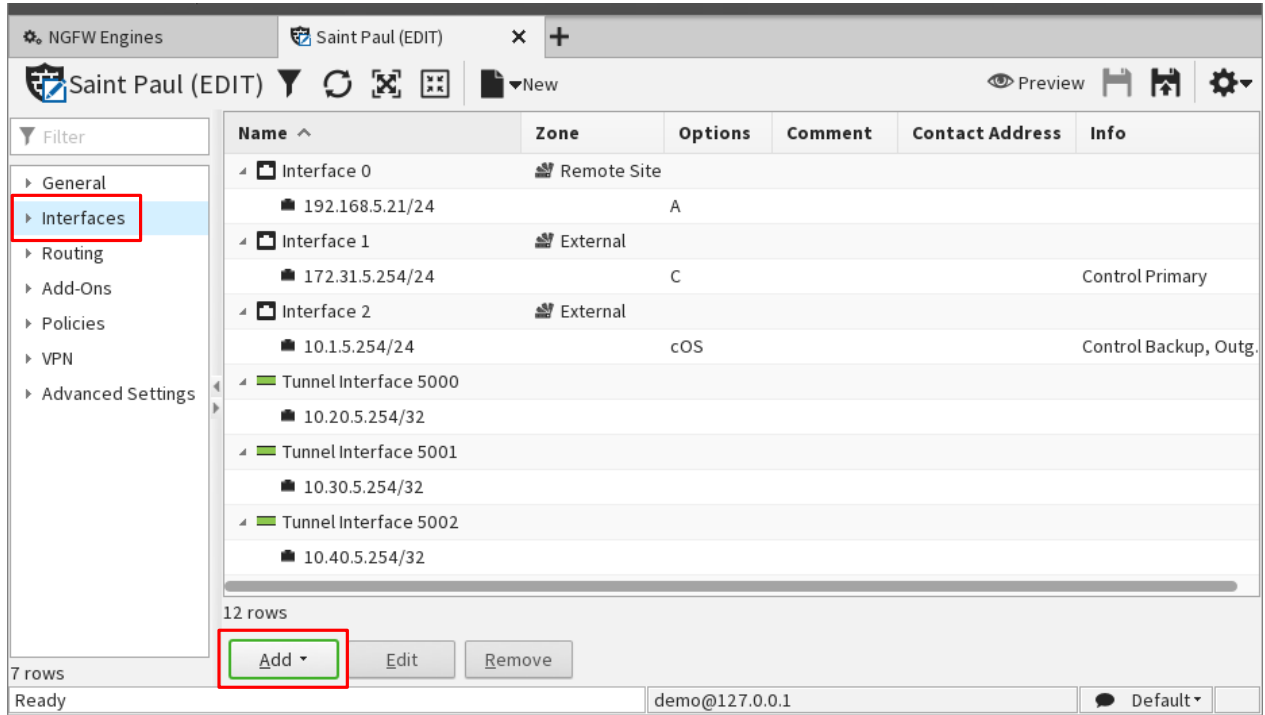 NGFW Engines
Saint Paul (EDIT)
Saint Paul (EDIT) New Preview
Filter
Name Zone Options Comment Contact Address Info
General
Interfaces
Routing
Add-Ons
Policies
VPN
Advanced Settings
7 rows
Interface 0 Remote Site
192.168.5.21/24 A
Interface 1 External
172.31.5.254/24 C Control Primary
Interface 2 External
10.1.5.254/24 cOS Control Backup, Outg.
Tunnel Interface 5000
10.20.5.254/32
Tunnel Interface 5001
10.30.5.254/32
Tunnel Interface 5002
10.40.5.254/32
12 rows
Add Edit Remove
Ready demo@127.0.0.1 Default